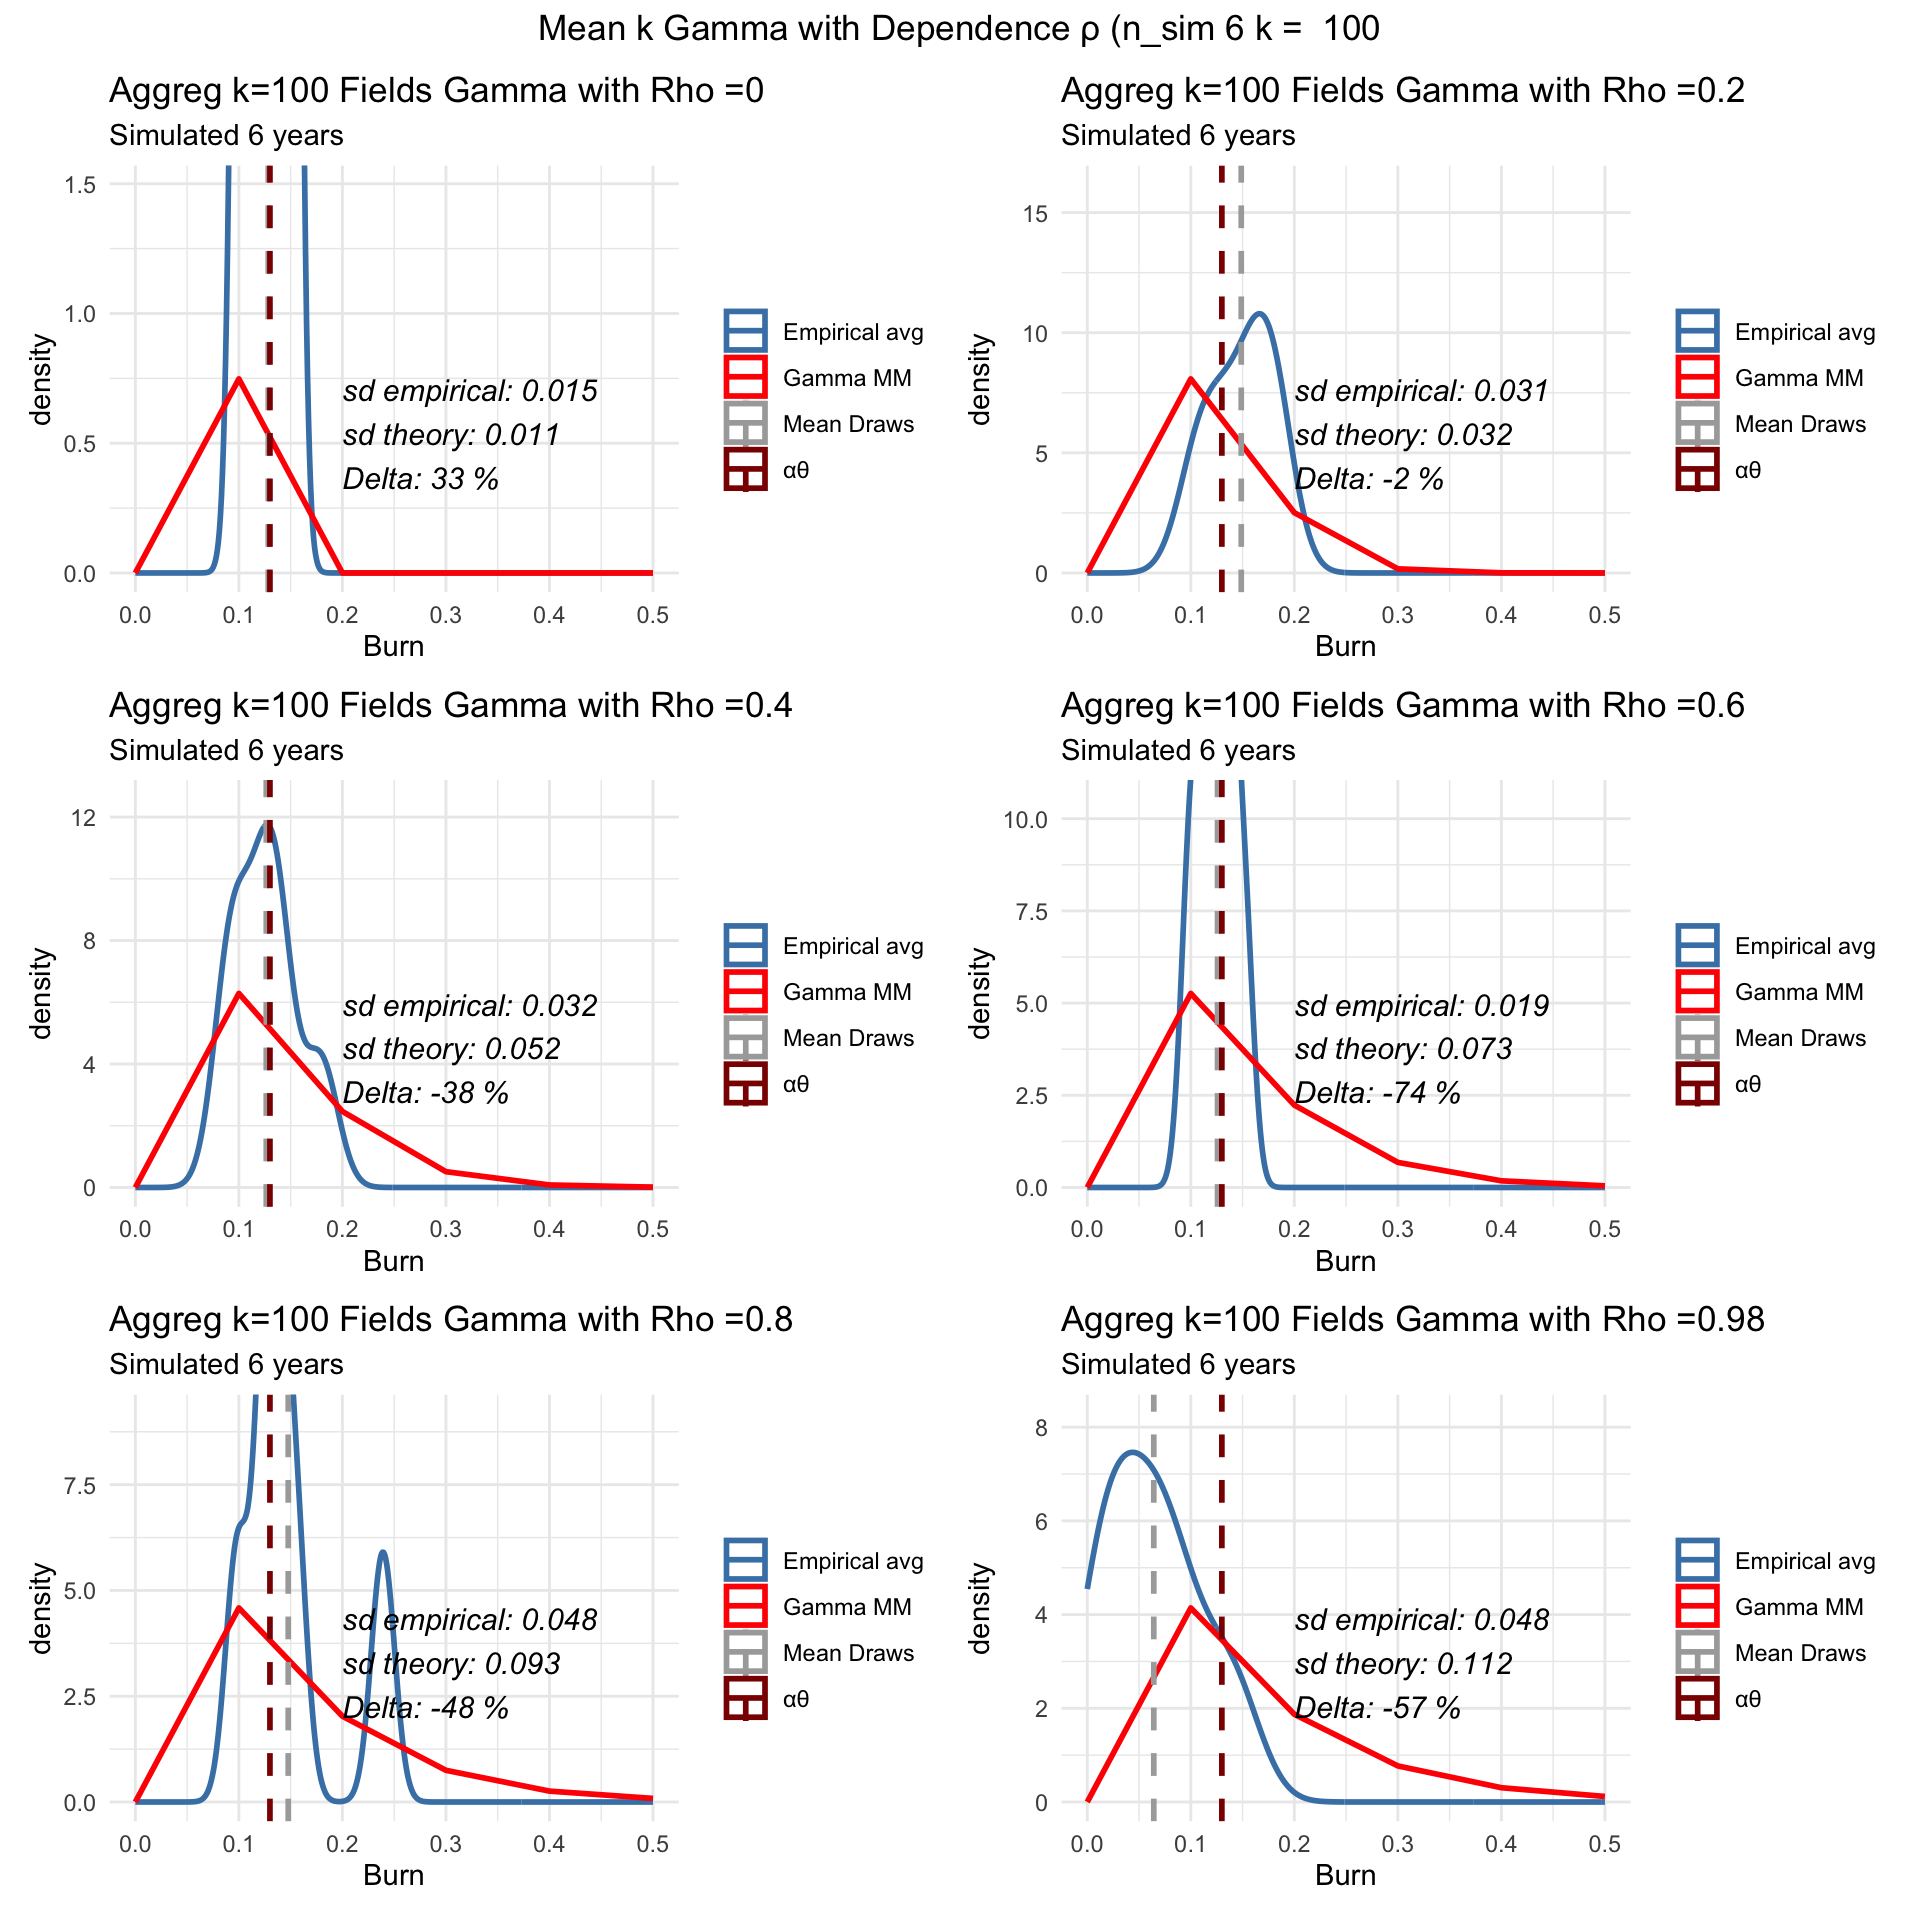 Mean k Gamma with Dependence ρ (n_sim 6 k =  100
Aggreg k=100 Fields Gamma with Rho =0
Simulated 6 years
1.5
1.0
0.5
0.0
density
sd empirical: 0.015
sd theory: 0.011
Delta: 33 %
0.0 0.1 0.2 0.3 0.4 0.5
Burn
Empirical avg
Gamma MM
Mean Draws
αθ
Aggreg k=100 Fields Gamma with Rho =0.2
Simulated 6 years
15
10
5
0
density
sd empirical: 0.031
sd theory: 0.032
Delta: -2 %
0.0 0.1 0.2 0.3 0.4 0.5
Burn
Empirical avg
Gamma MM
Mean Draws
αθ
Aggreg k=100 Fields Gamma with Rho =0.4
Simulated 6 years
12
8
4
0
density
sd empirical: 0.032
sd theory: 0.052
Delta: -38 %
0.0 0.1 0.2 0.3 0.4 0.5
Burn
Empirical avg
Gamma MM
Mean Draws
αθ
Aggreg k=100 Fields Gamma with Rho =0.6
Simulated 6 years
10.0
7.5
5.0
2.5
0.0
density
sd empirical: 0.019
sd theory: 0.073
Delta: -74 %
0.0 0.1 0.2 0.3 0.4 0.5
Burn
Empirical avg
Gamma MM
Mean Draws
αθ
Aggreg k=100 Fields Gamma with Rho =0.8
Simulated 6 years
7.5
5.0
2.5
0.0
density
sd empirical: 0.048
sd theory: 0.093
Delta: -48 %
0.0 0.1 0.2 0.3 0.4 0.5
Burn
Empirical avg
Gamma MM
Mean Draws
αθ
Aggreg k=100 Fields Gamma with Rho =0.98
Simulated 6 years
8
6
4
2
0
density
sd empirical: 0.048
sd theory: 0.112
Delta: -57 %
0.0 0.1 0.2 0.3 0.4 0.5
Burn
Empirical avg
Gamma MM
Mean Draws
αθ